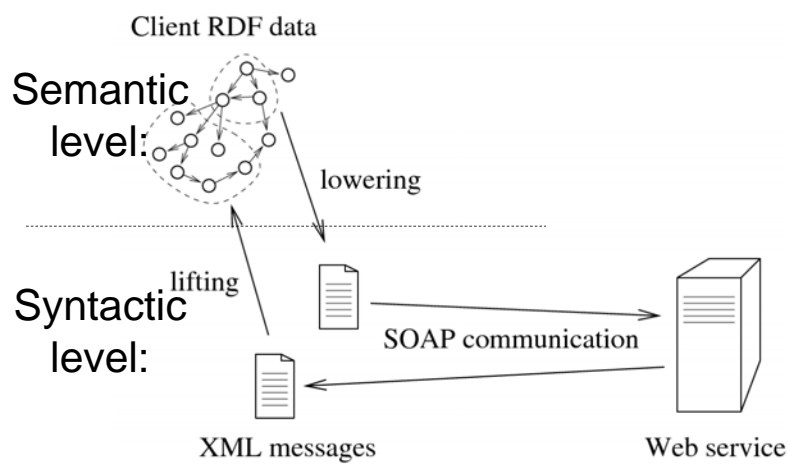 Client RDF data
Semantic
level:
lowering
lifting
Syntactic
level:
SOAP communication
XML messages
Web service